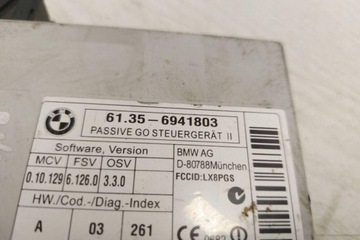 BMW
61.35 - 6941803
PASSIVE GO STEUERGERÄT II
Software, Version
MCV FSV OSV
0.10.129 6.126.0 3.3.0
HW./Cod.-/Diag.-Index
A 03 261
BMW AG
D-80788München
FCCID:LX8PGS